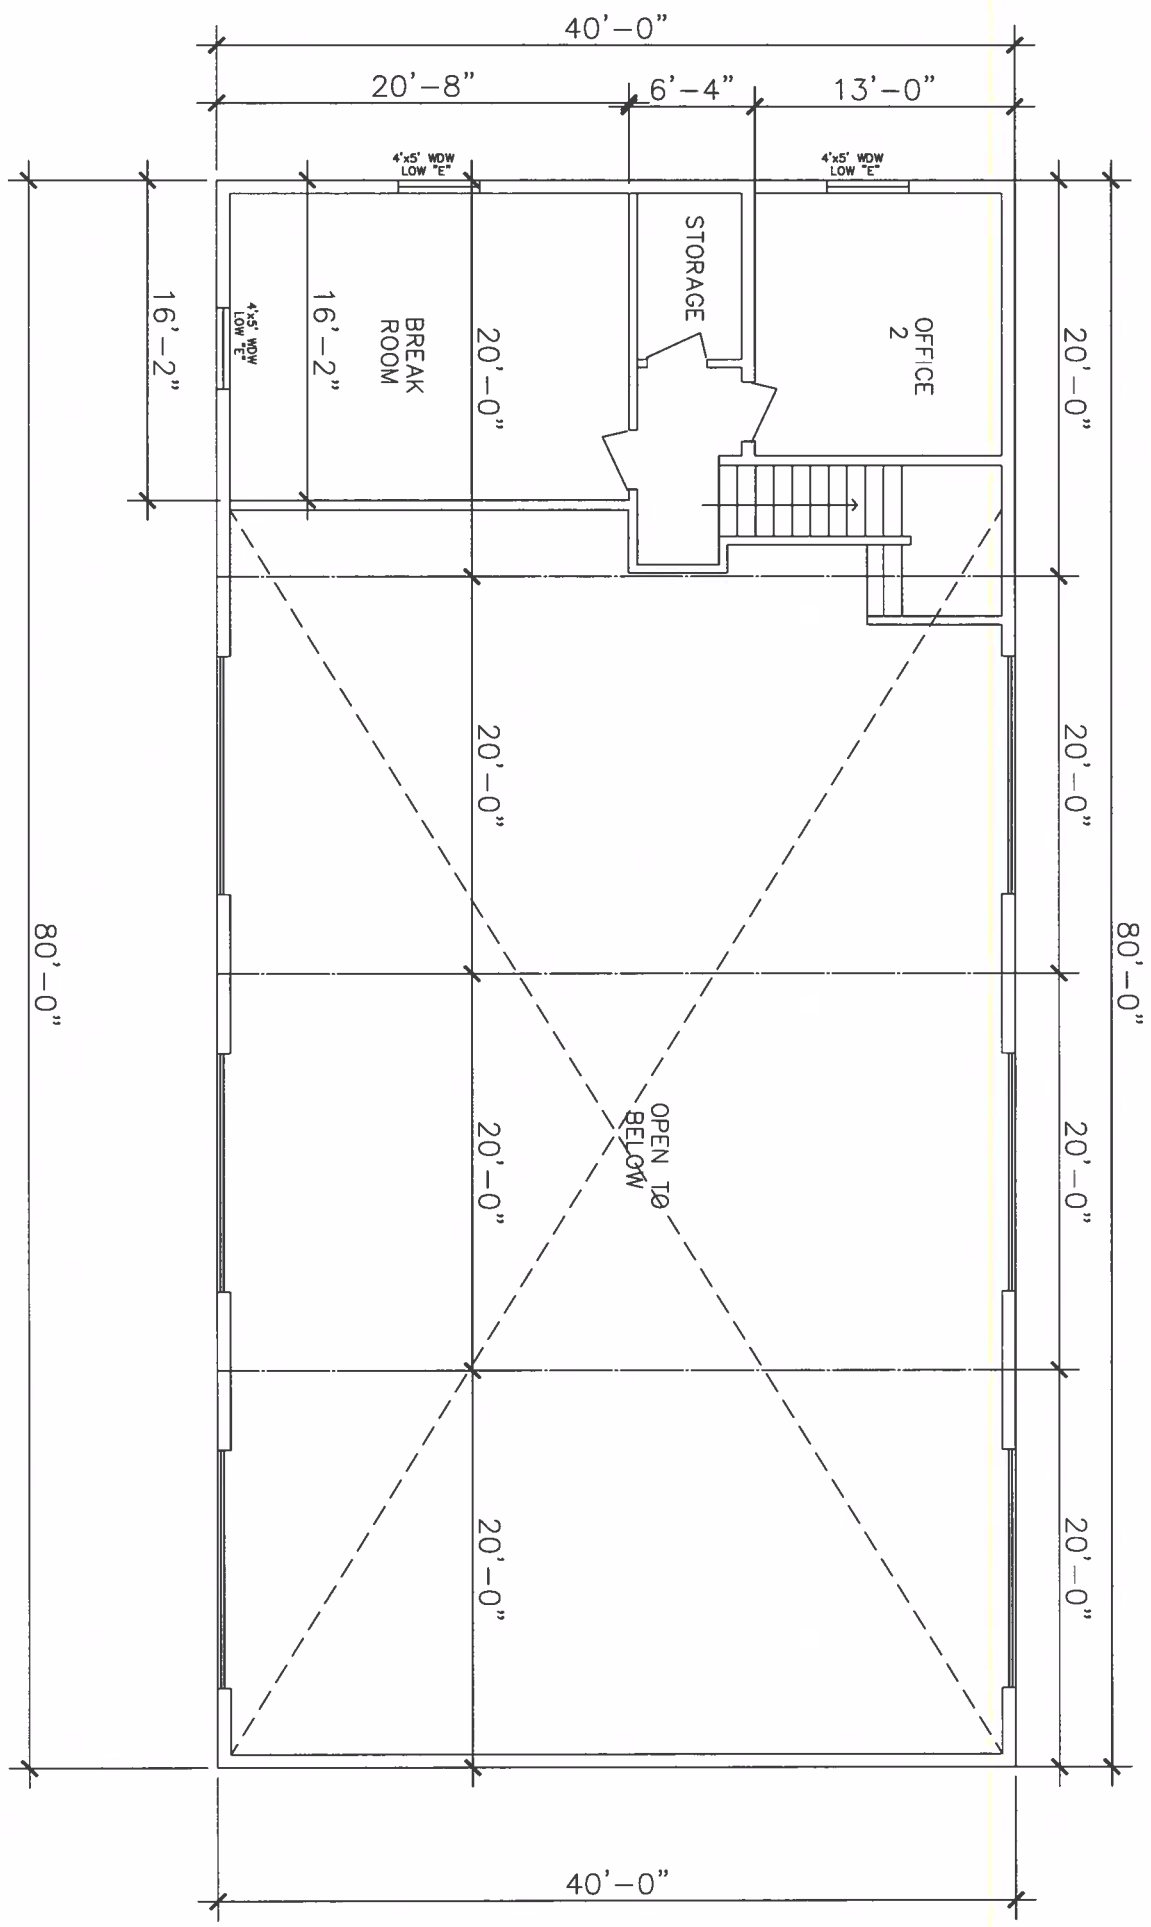 40'-0"
20'-8"
6'-4"
13'-0"
4'x5' WDW
LOW "E"
4'x5' WDW
LOW "E"
STORAGE
OFFICE
2
BREAK
ROOM
4'x5' WDW
LOW "E"
16'-2"
16'-2"
20'-0"
20'-0"
20'-0"
20'-0"
80'-0"
80'-0"
OPEN TO
BELOW
20'-0"
20'-0"
20'-0"
20'-0"
40'-0"